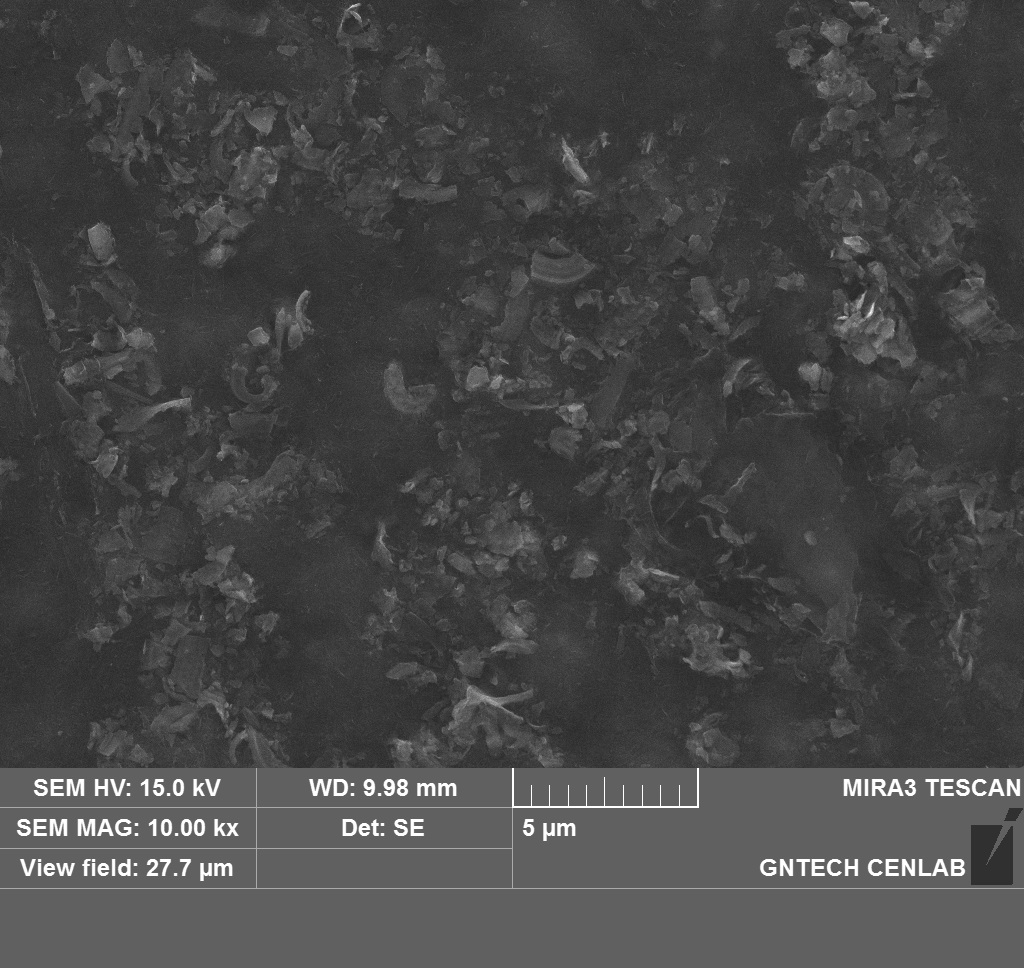 SEM HV: 15.0 kV
WD: 9.98 mm
MIRA3 TESCAN
SEM MAG: 10.00 kx
Det: SE
5 µm
View field: 27.7 µm
GNTECH CENLAB